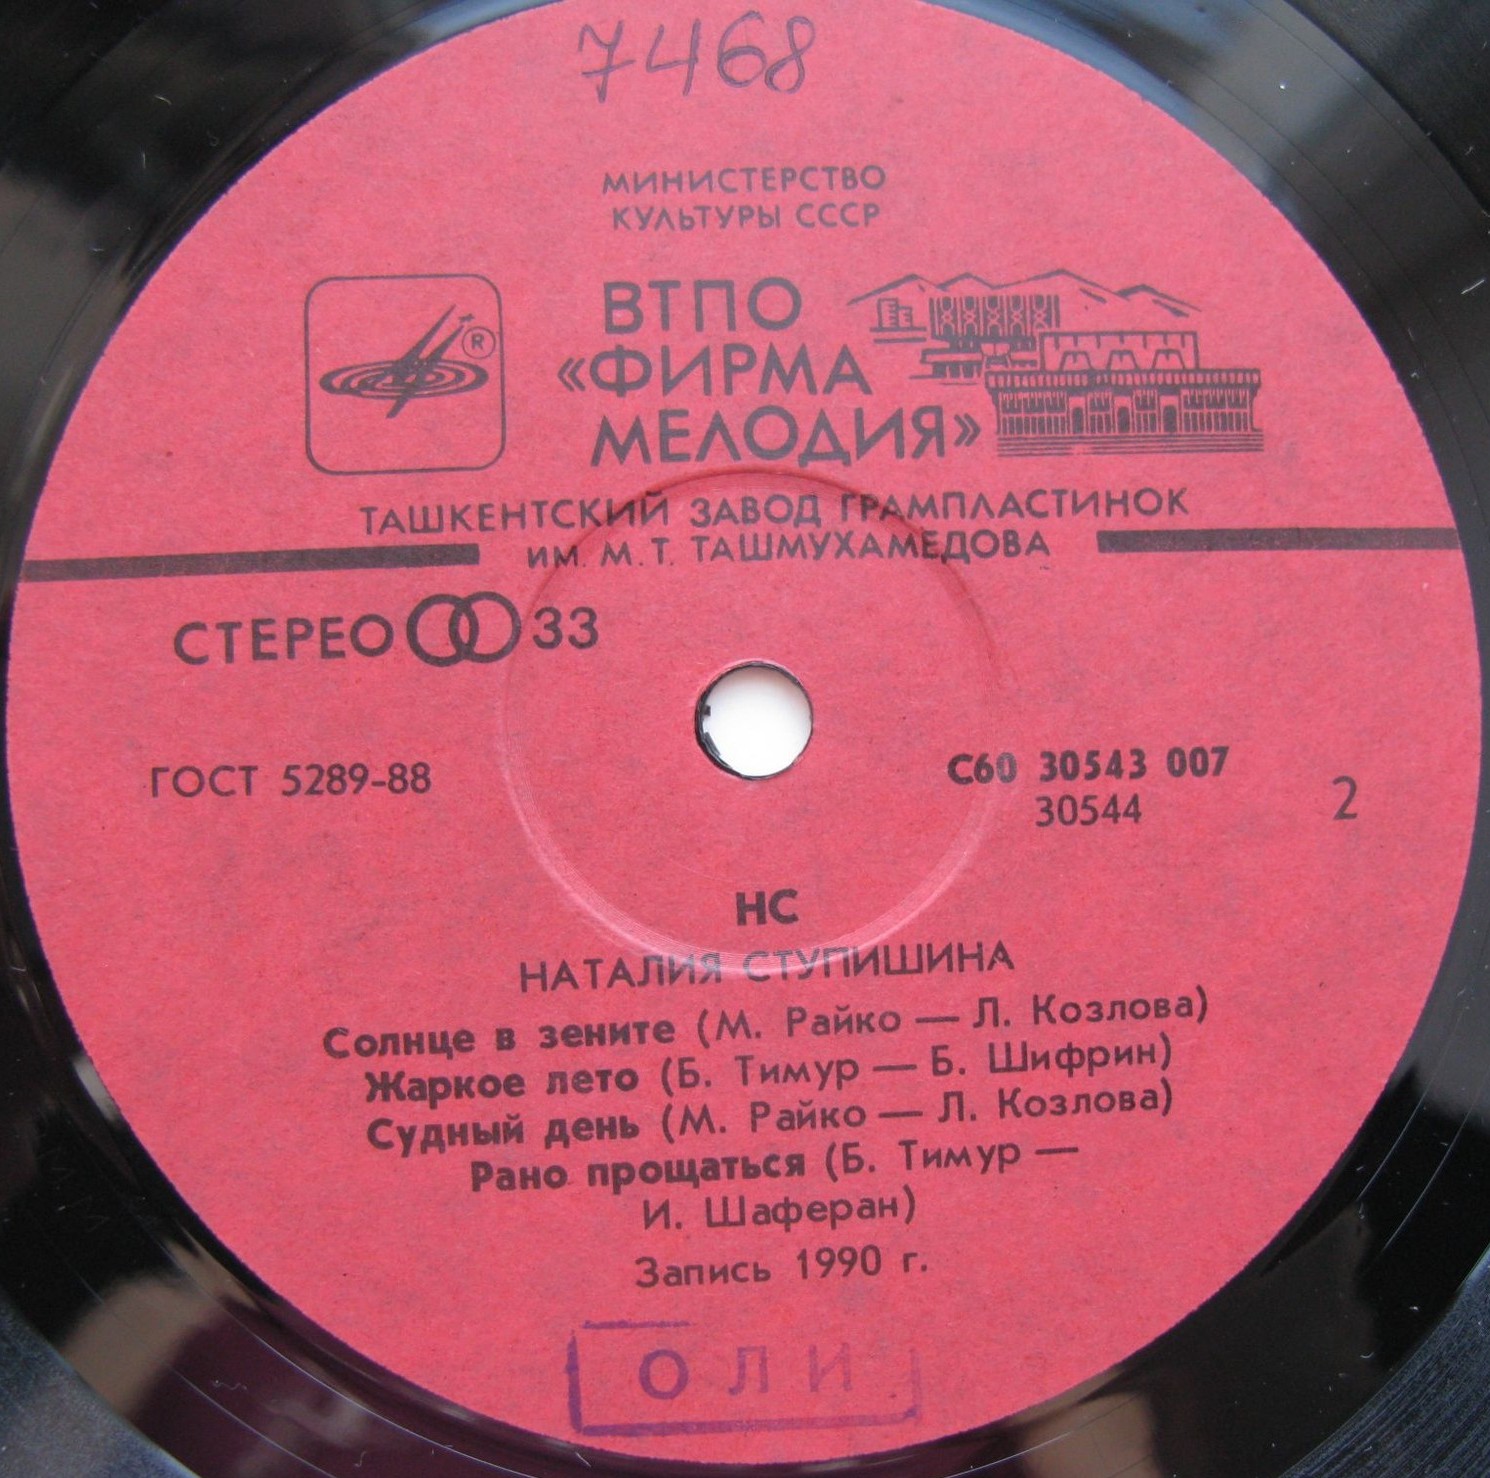 7468
МИНИСТЕРСТВО
КУЛЬТУРЫ СССР
ВТПО
«ФИРМА
МЕЛОДИЯ»
R
ТАШКЕНТСКИЙ ЗАВОД ГРАМПЛАСТИНОК
ИМ. М. Т. ТАШМУХАМЕДОВА
СТЕРЕО 33
ГОСТ 5289-88
С60 30543 007
30544
2
НС
НАТАЛИЯ СТУПИШИНА
Солнце в зените (М. Райко — Л. Козлова)
Жаркое лето (Б. Тимур — Б. Шифрин)
Судный день (М. Райко — Л. Козлова)
Рано прощаться (Б. Тимур —
И. Шаферан)
Запись 1990 г.
ОЛИ